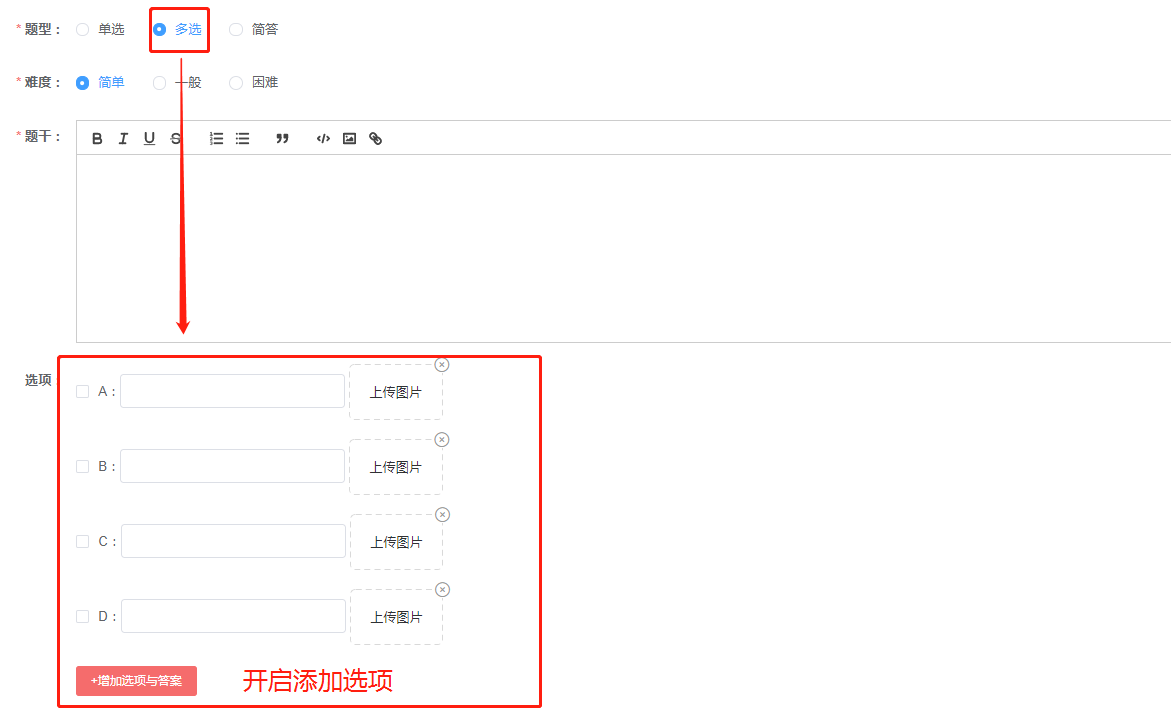 * 题型： 单选 多选 简答
* 难度： 简单 一般 困难
* 题干： B I U S
选项：
A： 上传图片
B： 上传图片
C： 上传图片
D： 上传图片
+增加选项与答案 开启添加选项